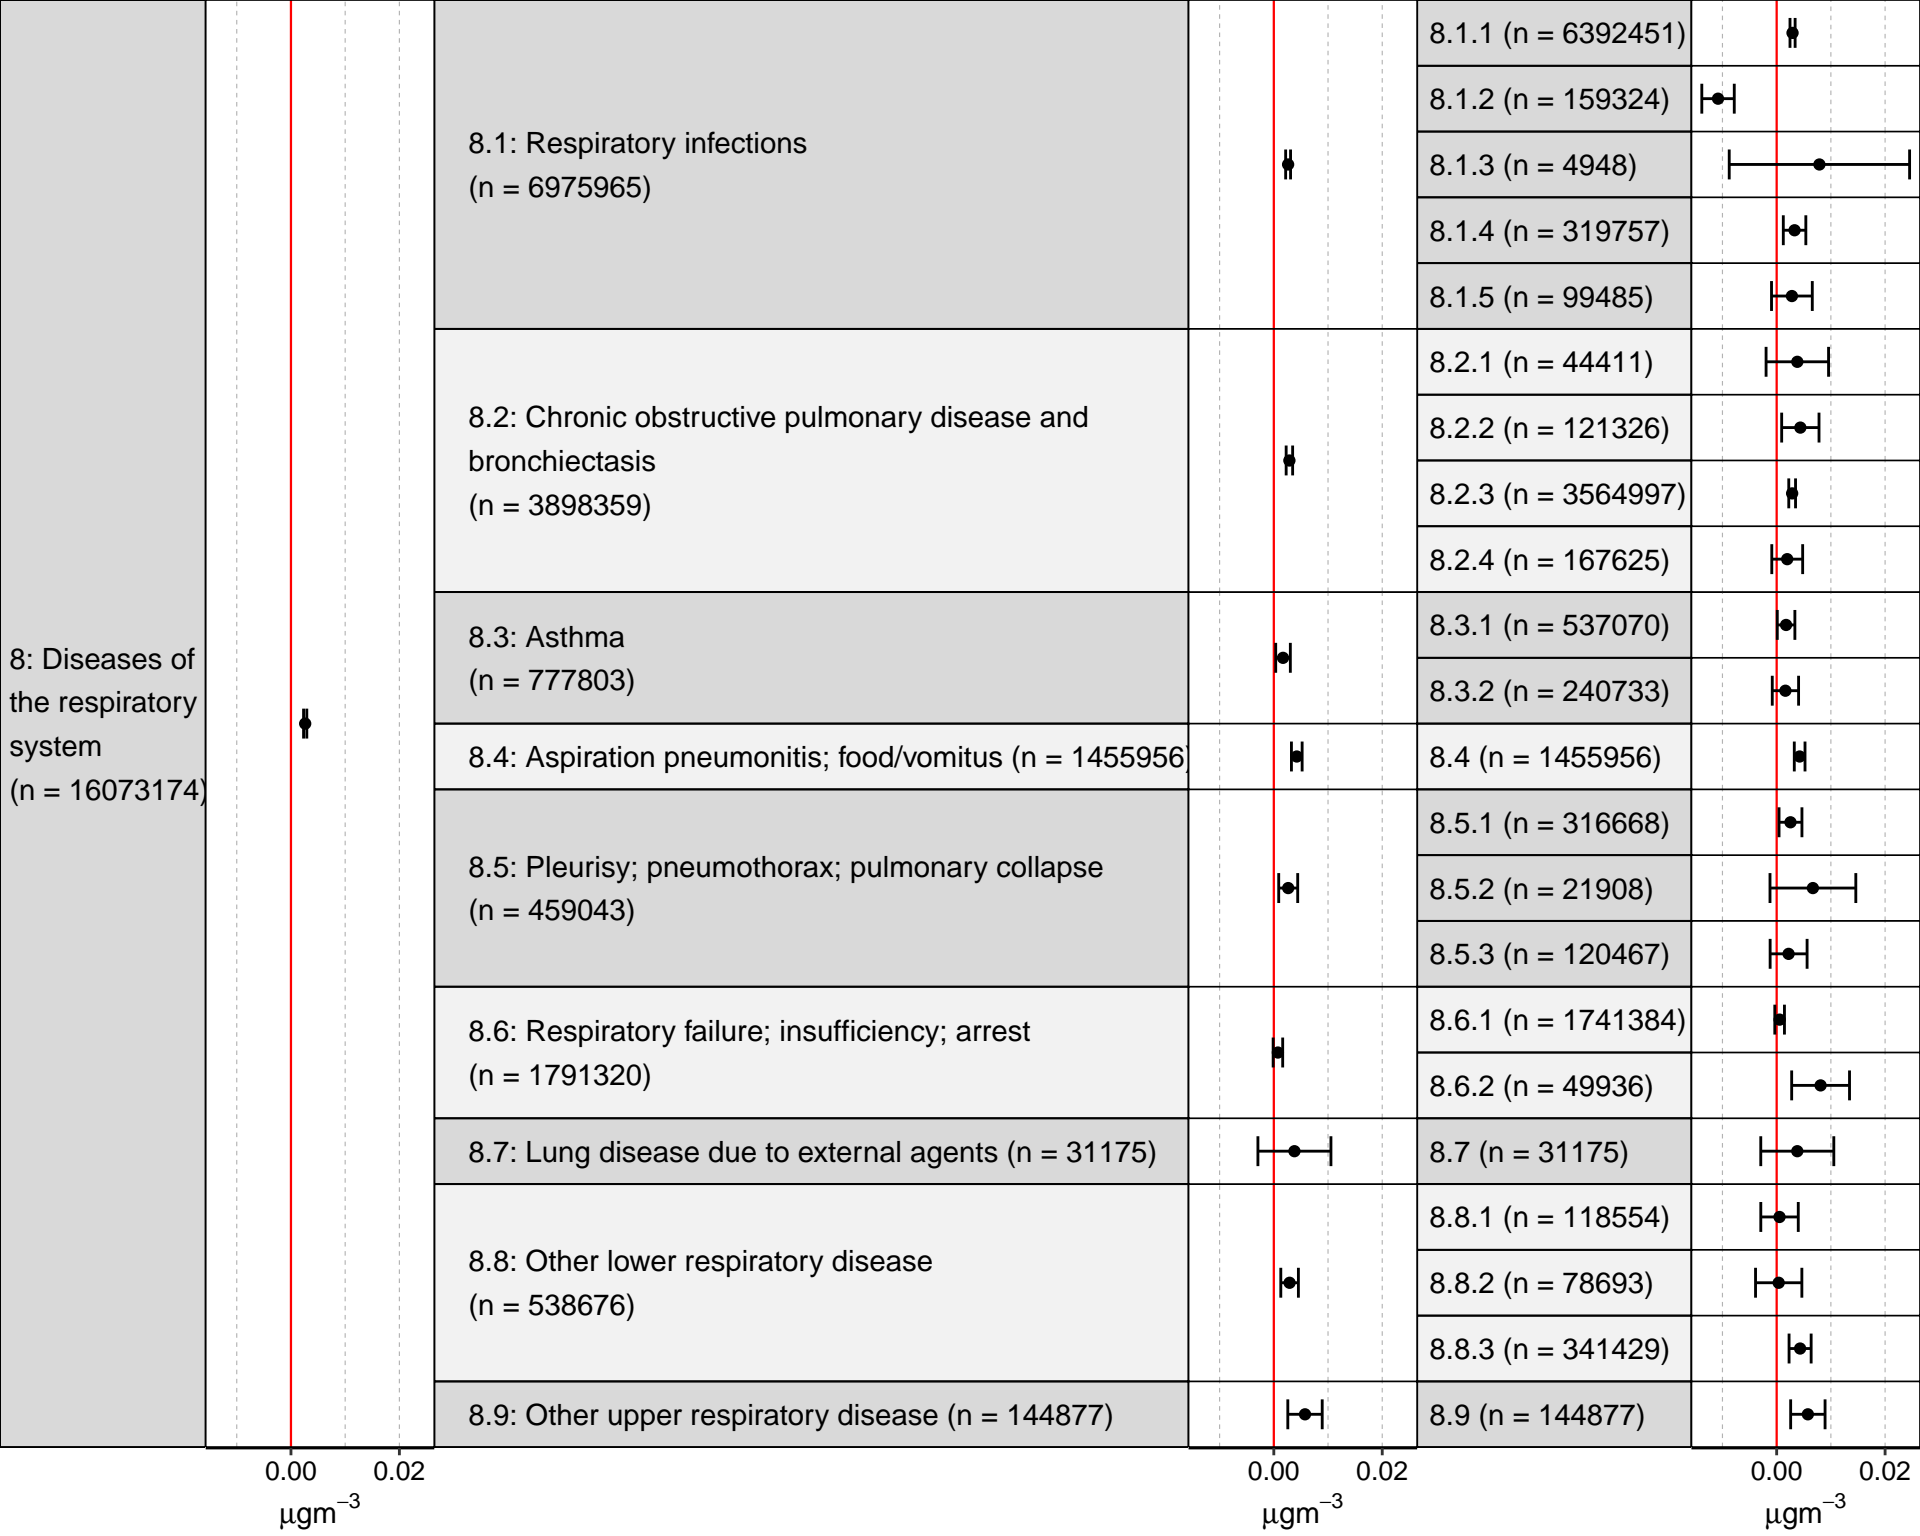 8: Diseases of
the respiratory
system
(n = 16073174)
8.1: Respiratory infections
(n = 6975965)
8.2: Chronic obstructive pulmonary disease and
bronchiectasis
(n = 3898359)
8.3: Asthma
(n = 777803)
8.4: Aspiration pneumonitis; food/vomitus (n = 1455956)
8.5: Pleurisy; pneumothorax; pulmonary collapse
(n = 459043)
8.6: Respiratory failure; insufficiency; arrest
(n = 1791320)
8.7: Lung disease due to external agents (n = 31175)
8.8: Other lower respiratory disease
(n = 538676)
8.9: Other upper respiratory disease (n = 144877)
8.1.1 (n = 6392451)
8.1.2 (n = 159324)
8.1.3 (n = 4948)
8.1.4 (n = 319757)
8.1.5 (n = 99485)
8.2.1 (n = 44411)
8.2.2 (n = 121326)
8.2.3 (n = 3564997)
8.2.4 (n = 167625)
8.3.1 (n = 537070)
8.3.2 (n = 240733)
8.4 (n = 1455956)
8.5.1 (n = 316668)
8.5.2 (n = 21908)
8.5.3 (n = 120467)
8.6.1 (n = 1741384)
8.6.2 (n = 49936)
8.7 (n = 31175)
8.8.1 (n = 118554)
8.8.2 (n = 78693)
8.8.3 (n = 341429)
8.9 (n = 144877)
0.00 0.02
μgm⁻³
0.00 0.02
μgm⁻³
0.00 0.02
μgm⁻³